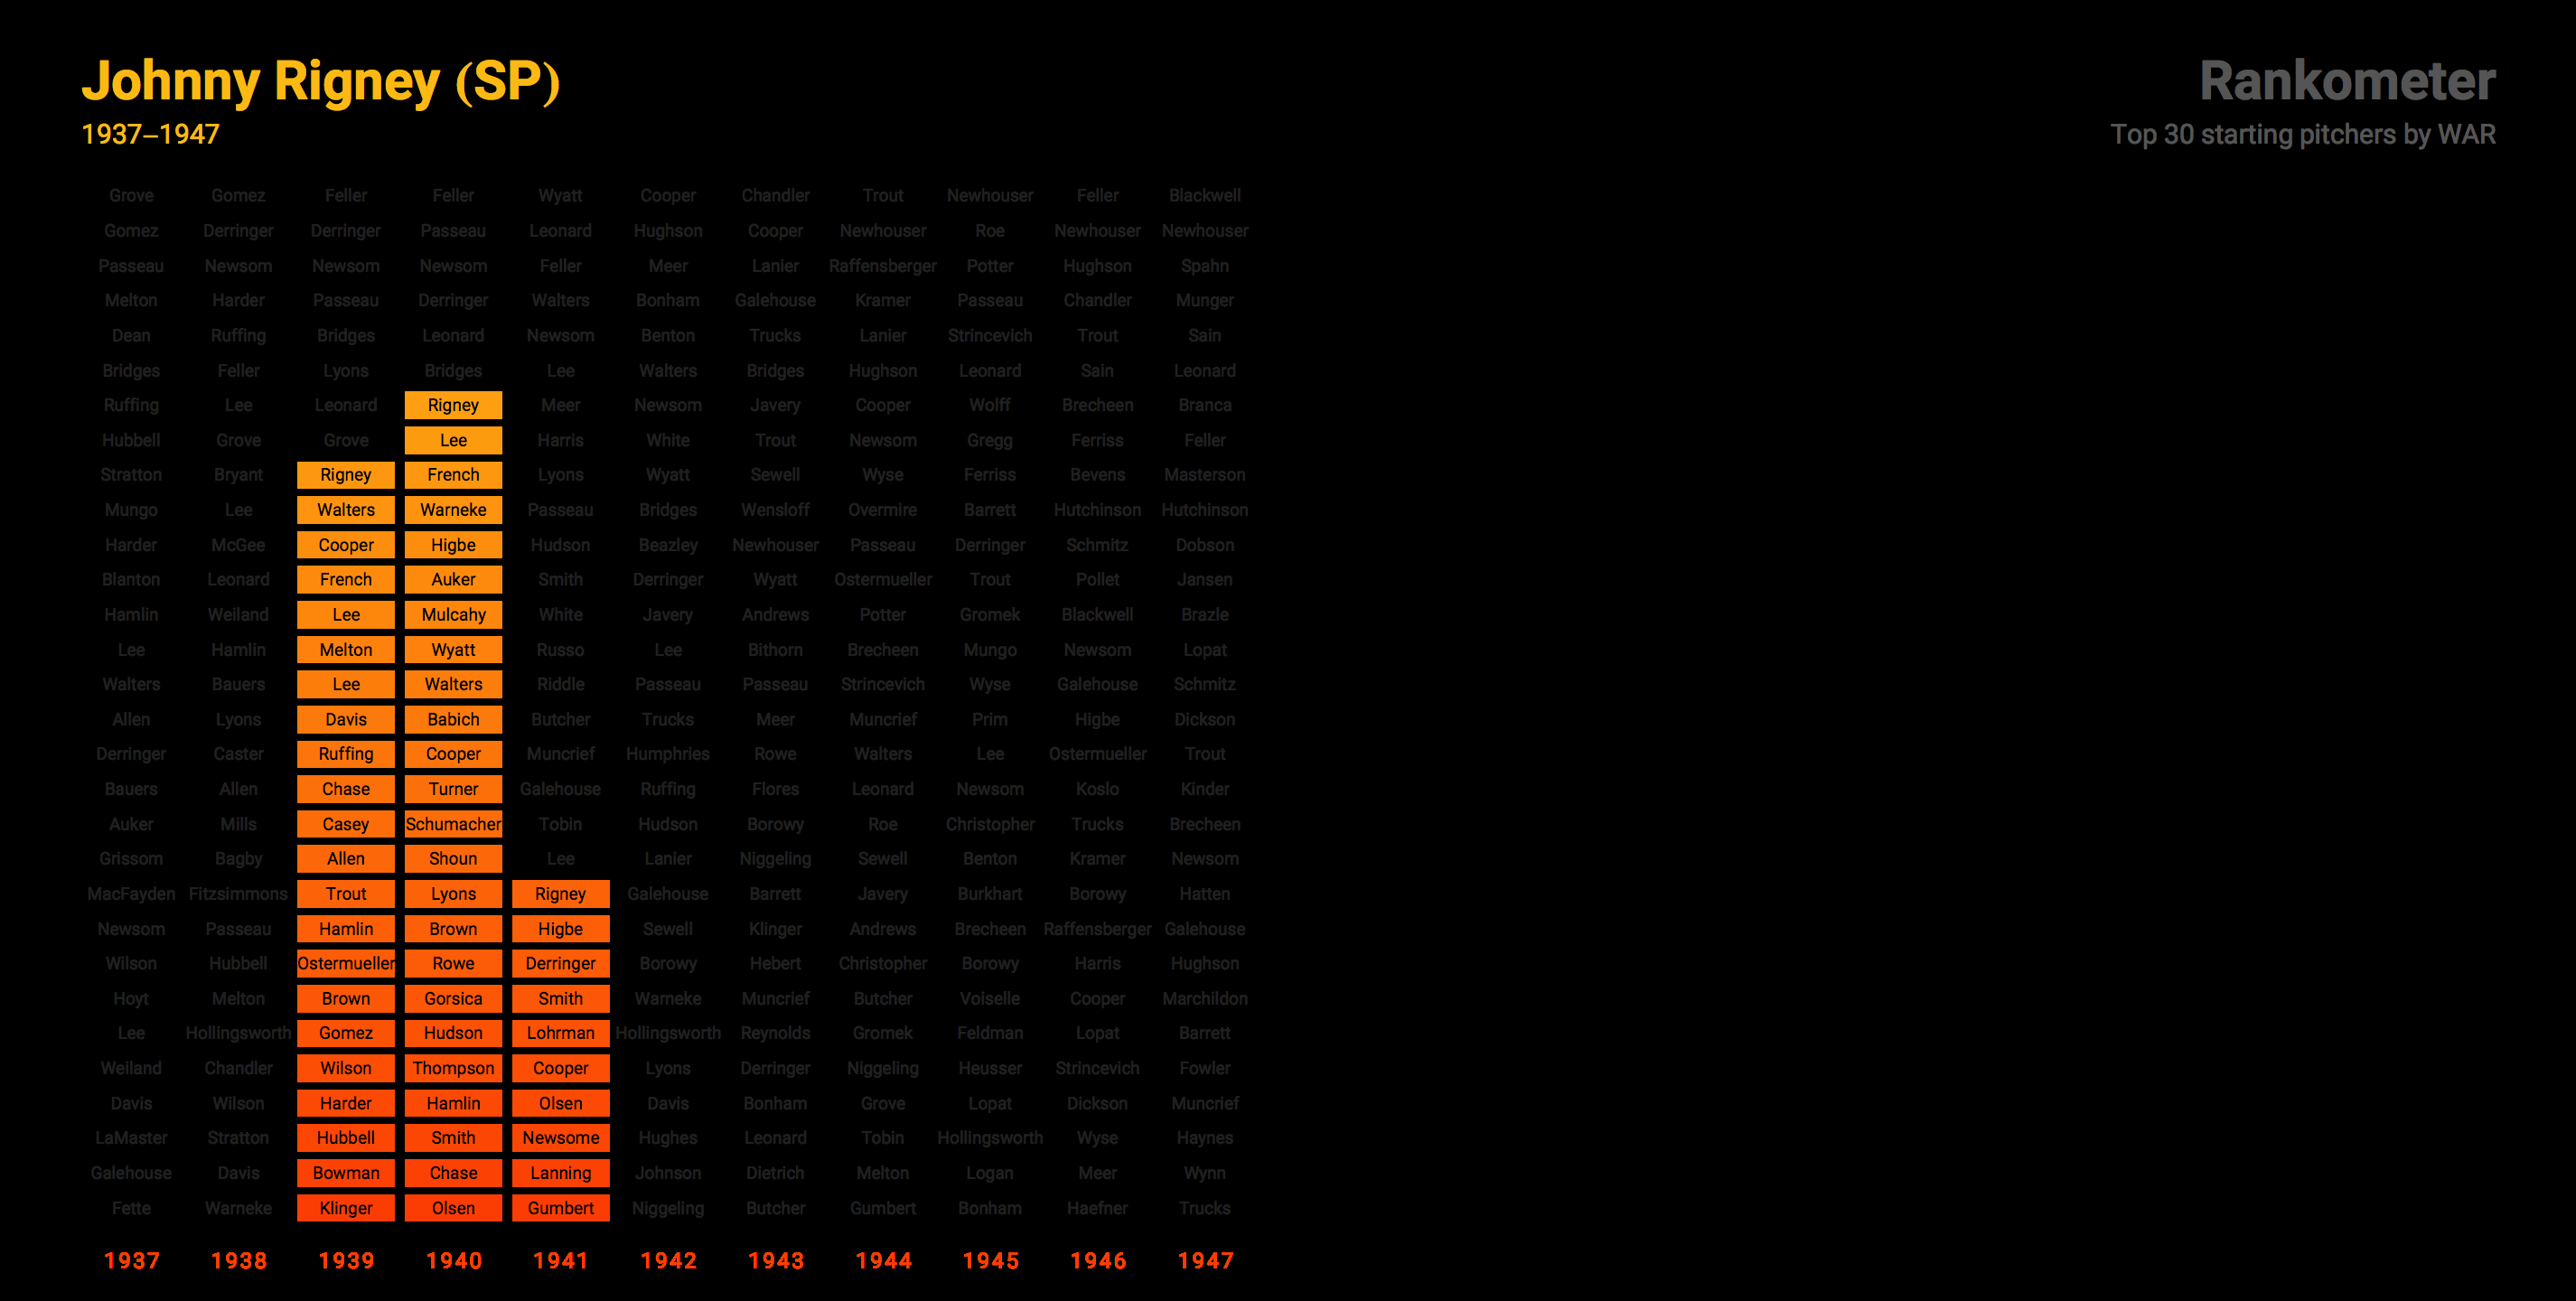 Johnny Rigney (SP)
1937–1947
Rankometer
Top 30 starting pitchers by WAR
Grove Gomez Feller Feller Wyatt Cooper Chandler Trout Newhouser Feller Blackwell
Gomez Derringer Derringer Passeau Leonard Hughson Cooper Newhouser Roe Newhouser Newhouser
Passeau Newsom Newsom Newsom Feller Meer Lanier Raffensberger Potter Hughson Spahn
Melton Harder Passeau Derringer Walters Bonham Galehouse Kramer Passeau Chandler Munger
Dean Ruffing Bridges Leonard Newsom Benton Trucks Lanier Strincevich Trout Sain
Bridges Feller Lyons Bridges Lee Walters Bridges Hughson Leonard Sain Leonard
Ruffing Lee Leonard Rigney Meer Newsom Javery Cooper Wolff Brecheen Branca
Hubbell Grove Grove Lee Harris White Trout Newsom Gregg Ferriss Feller
Stratton Bryant Rigney French Lyons Wyatt Sewell Wyse Ferriss Bevens Masterson
Mungo Lee Walters Warneke Passeau Bridges Wensloff Overmire Barrett Hutchinson Hutchinson
Harder McGee Cooper Higbe Hudson Beazley Newhouser Passeau Derringer Schmitz Dobson
Blanton Leonard French Auker Smith Derringer Wyatt Ostermueller Trout Pollet Jansen
Hamlin Weiland Lee Mulcahy White Javery Andrews Potter Gromek Blackwell Brazle
Lee Hamlin Melton Wyatt Russo Lee Bithorn Brecheen Mungo Newsom Lopat
Walters Bauers Lee Walters Riddle Passeau Passeau Strincevich Wyse Galehouse Schmitz
Allen Lyons Davis Babich Butcher Trucks Meer Muncrief Prim Higbe Dickson
Derringer Caster Ruffing Cooper Muncrief Humphries Rowe Walters Lee Ostermueller Trout
Bauers Allen Chase Turner Galehouse Ruffing Flores Leonard Newsom Koslo Kinder
Auker Mills Casey Schumacher Tobin Hudson Borowy Roe Christopher Trucks Brecheen
Grissom Bagby Allen Shoun Lee Lanier Niggeling Sewell Benton Kramer Newsom
MacFayden Fitzsimmons Trout Lyons Rigney Galehouse Barrett Javery Burkhart Borowy Hatten
Newsom Passeau Hamlin Brown Higbe Sewell Klinger Andrews Brecheen Raffensberger Galehouse
Wilson Hubbell Ostermueller Rowe Derringer Borowy Hebert Christopher Borowy Harris Hughson
Hoyt Melton Brown Gorsica Smith Warneke Muncrief Butcher Voiselle Cooper Marchildon
Lee Hollingsworth Gomez Hudson Lohrman Hollingsworth Reynolds Gromek Feldman Lopat Barrett
Weiland Chandler Wilson Thompson Cooper Lyons Derringer Niggeling Heusser Strincevich Fowler
Davis Wilson Harder Hamlin Olsen Davis Bonham Grove Lopat Dickson Muncrief
LaMaster Stratton Hubbell Smith Newsome Hughes Leonard Tobin Hollingsworth Wyse Haynes
Galehouse Davis Bowman Chase Lanning Johnson Dietrich Melton Logan Meer Wynn
Fette Warneke Klinger Olsen Gumbert Niggeling Butcher Gumbert Bonham Haefner Trucks
1937 1938 1939 1940 1941 1942 1943 1944 1945 1946 1947